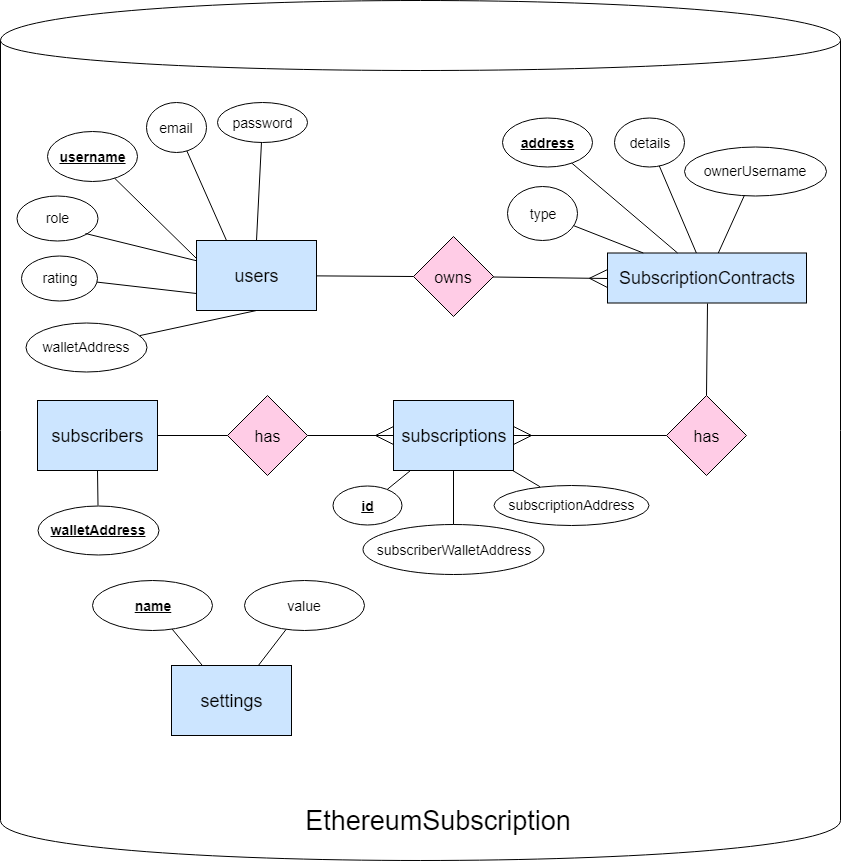 email
password
username
role
rating
walletAddress
users
owns
address
details
ownerUsername
type
SubscriptionContracts
subscribers
has
subscriptions
has
walletAddress
id
subscriptionAddress
subscriberWalletAddress
name
value
settings
EthereumSubscription